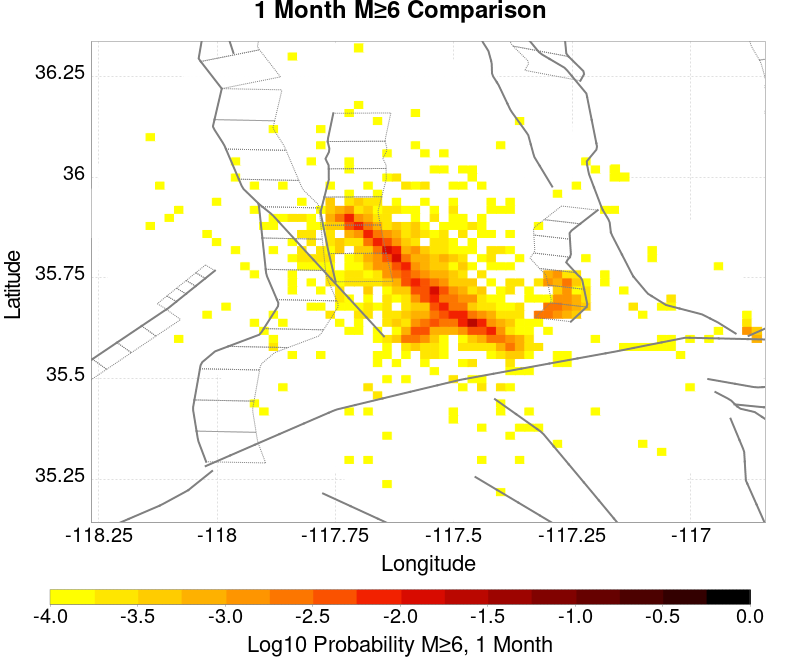 1 Month M≥6 Comparison
36.25
36
35.75
35.5
35.25
Latitude
-118.25 -118 -117.75 -117.5 -117.25 -117
Longitude
-4.0 -3.5 -3.0 -2.5 -2.0 -1.5 -1.0 -0.5 0.0
Log10 Probability M≥6, 1 Month